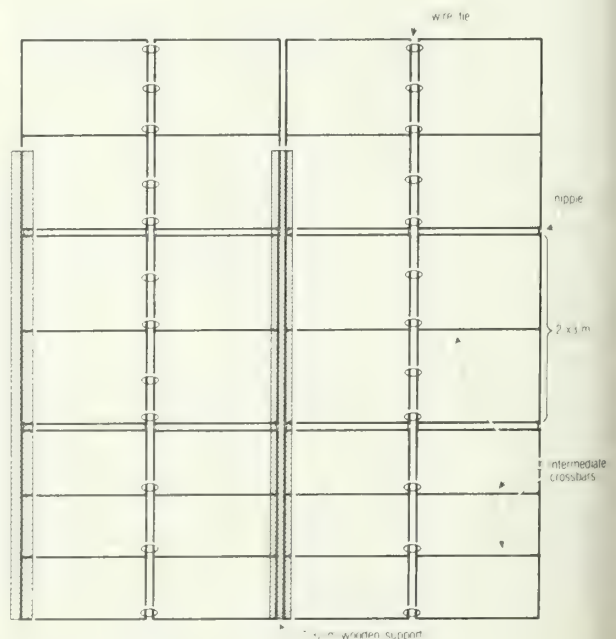 wire tie
nipple
2 x 3 m
intermediate
crossbars
wooden support